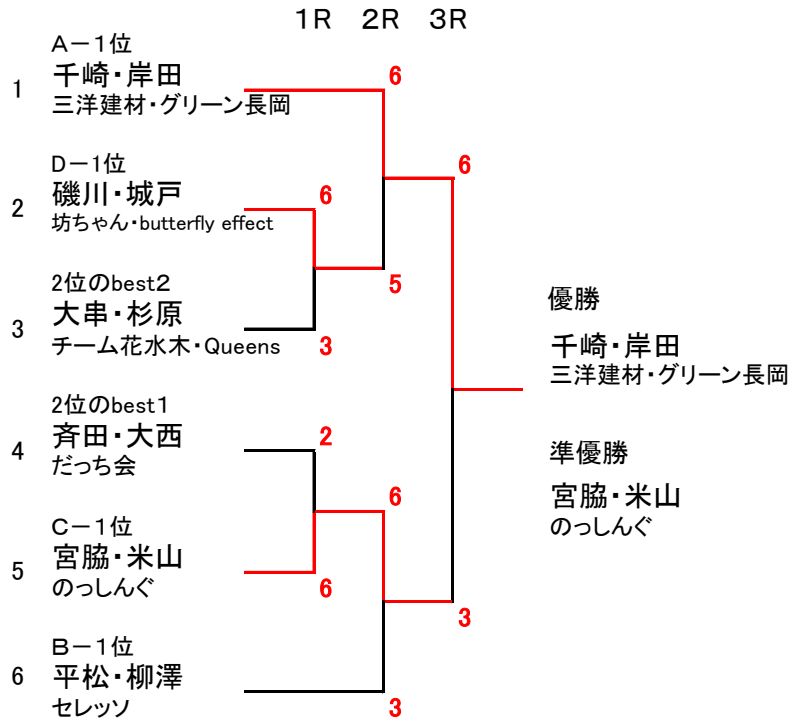 1R 2R 3R
A－1位
1 千崎・岸田 6
三洋建材・グリーン長岡
6
D－1位
2 磯川・城戸 6
坊ちゃん・butterfly effect
5
2位のbest2
3 大串・杉原
チーム花水木・Queens 3
優勝
千崎・岸田
三洋建材・グリーン長岡
2位のbest1
4 斉田・大西 2
だっち会
準優勝
宮脇・米山
のっしんぐ
6
C－1位
5 宮脇・米山
のっしんぐ 6
3
B－1位
6 平松・柳澤
セレッソ 3